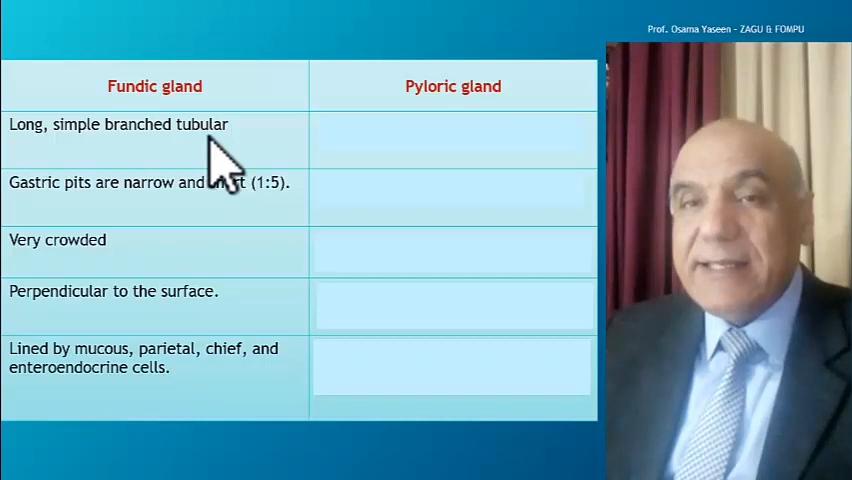 Prof. Osama Yaseen - ZAGU & FOMPU
Fundic gland
Pyloric gland
Long, simple branched tubular
Gastric pits are narrow and (1:5).
Very crowded
Perpendicular to the surface.
Lined by mucous, parietal, chief, and
enteroendocrine cells.